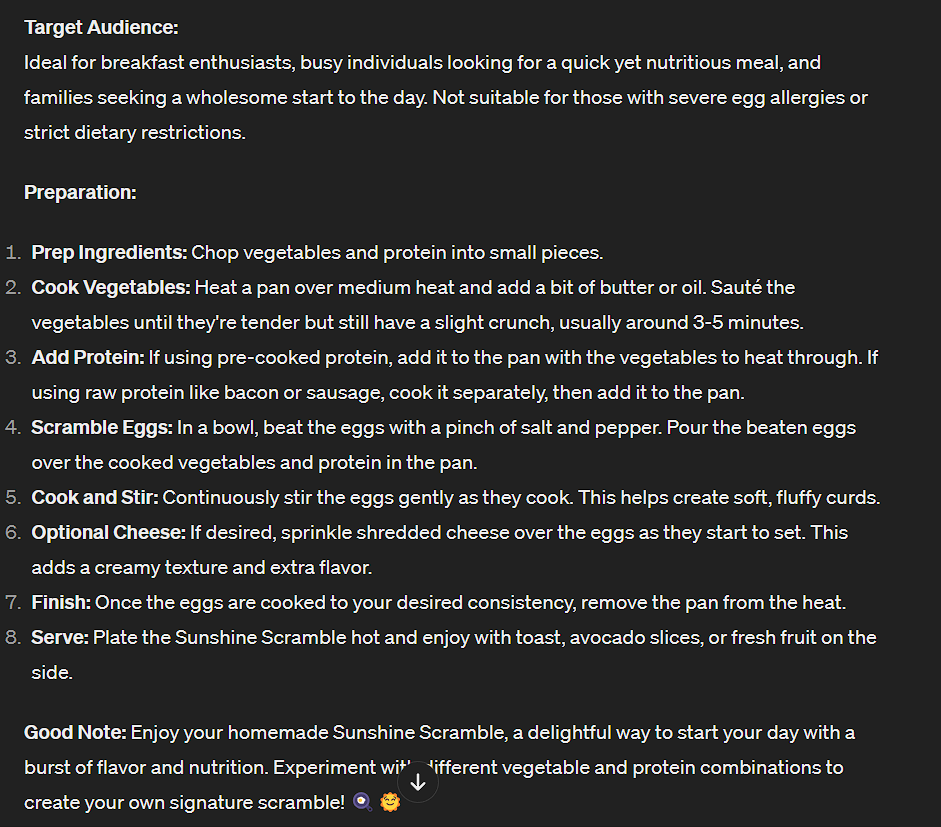 Target Audience:
Ideal for breakfast enthusiasts, busy individuals looking for a quick yet nutritious meal, and
families seeking a wholesome start to the day. Not suitable for those with severe egg allergies or
strict dietary restrictions.
Preparation:
1. Prep Ingredients: Chop vegetables and protein into small pieces.
2. Cook Vegetables: Heat a pan over medium heat and add a bit of butter or oil. Sauté the
vegetables until they're tender but still have a slight crunch, usually around 3-5 minutes.
3. Add Protein: If using pre-cooked protein, add it to the pan with the vegetables to heat through. If
using raw protein like bacon or sausage, cook it separately, then add it to the pan.
4. Scramble Eggs: In a bowl, beat the eggs with a pinch of salt and pepper. Pour the beaten eggs
over the cooked vegetables and protein in the pan.
5. Cook and Stir: Continuously stir the eggs gently as they cook. This helps create soft, fluffy curds.
6. Optional Cheese: If desired, sprinkle shredded cheese over the eggs as they start to set. This
adds a creamy texture and extra flavor.
7. Finish: Once the eggs are cooked to your desired consistency, remove the pan from the heat.
8. Serve: Plate the Sunshine Scramble hot and enjoy with toast, avocado slices, or fresh fruit on the
side.
Good Note: Enjoy your homemade Sunshine Scramble, a delightful way to start your day with a
burst of flavor and nutrition. Experiment with different vegetable and protein combinations to
create your own signature scramble! 🍳 🌞